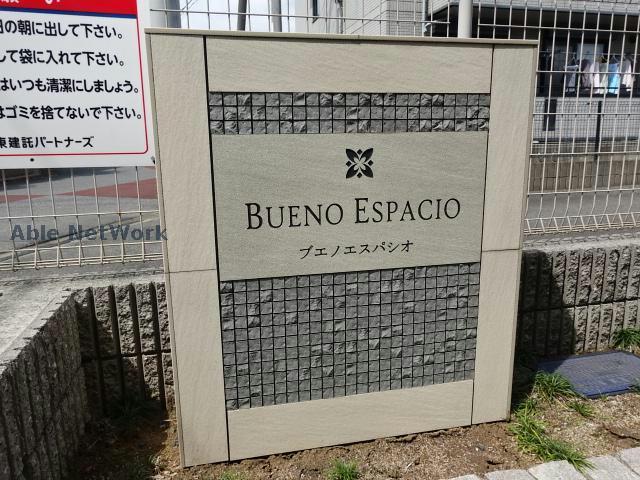 日の朝に出して下さい。
して袋に入れて下さい。
はいつも清潔にしましょう。
はゴミを捨てないで下さい。
東建託パートナーズ
BUENO ESPACIO
ブエノエスパシオ
Able NetWork